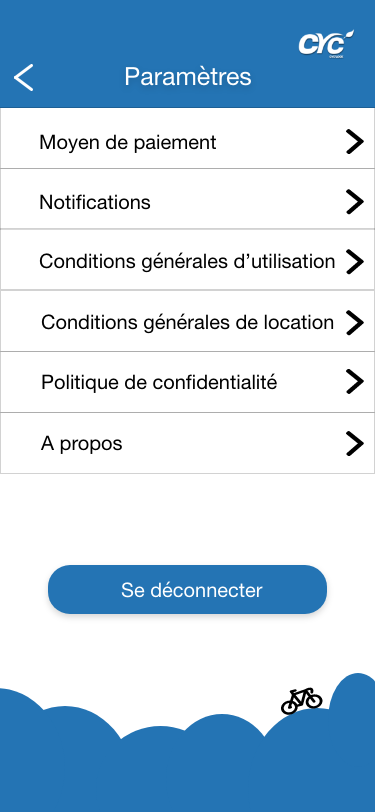 CYC
Paramètres
Moyen de paiement
Notifications
Conditions générales d’utilisation
Conditions générales de location
Politique de confidentialité
A propos
Se déconnecter